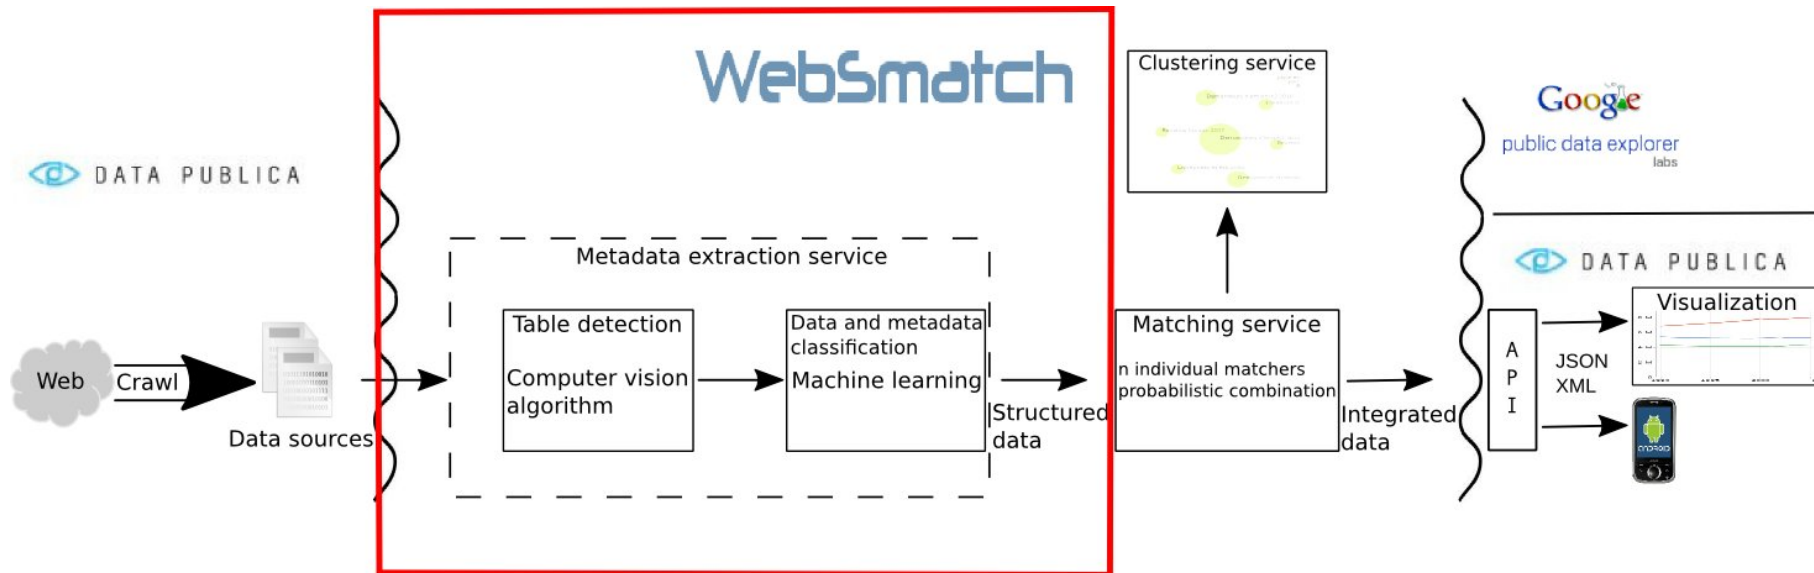 DATA PUBLICA
Web
Crawl
Data sources
WebSmatch
Metadata extraction service
Table detection
Computer vision
algorithm
Data and metadata
classification
Machine learning
Structured
data
Clustering service
Matching service
n individual matchers
probabilistic combination
Integrated
data
Google
public data explorer
labs
DATA PUBLICA
API
JSON
XML
Visualization
ANDROID